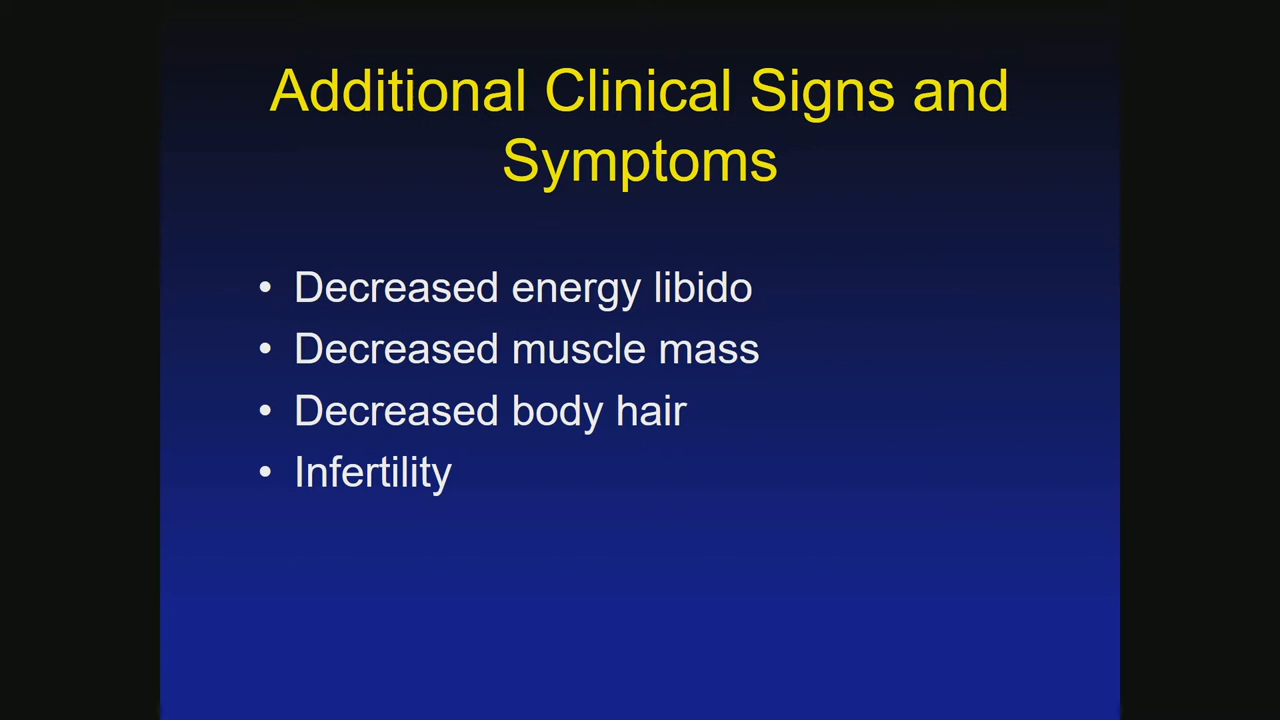 Additional Clinical Signs and
Symptoms
• Decreased energy libido
• Decreased muscle mass
• Decreased body hair
• Infertility